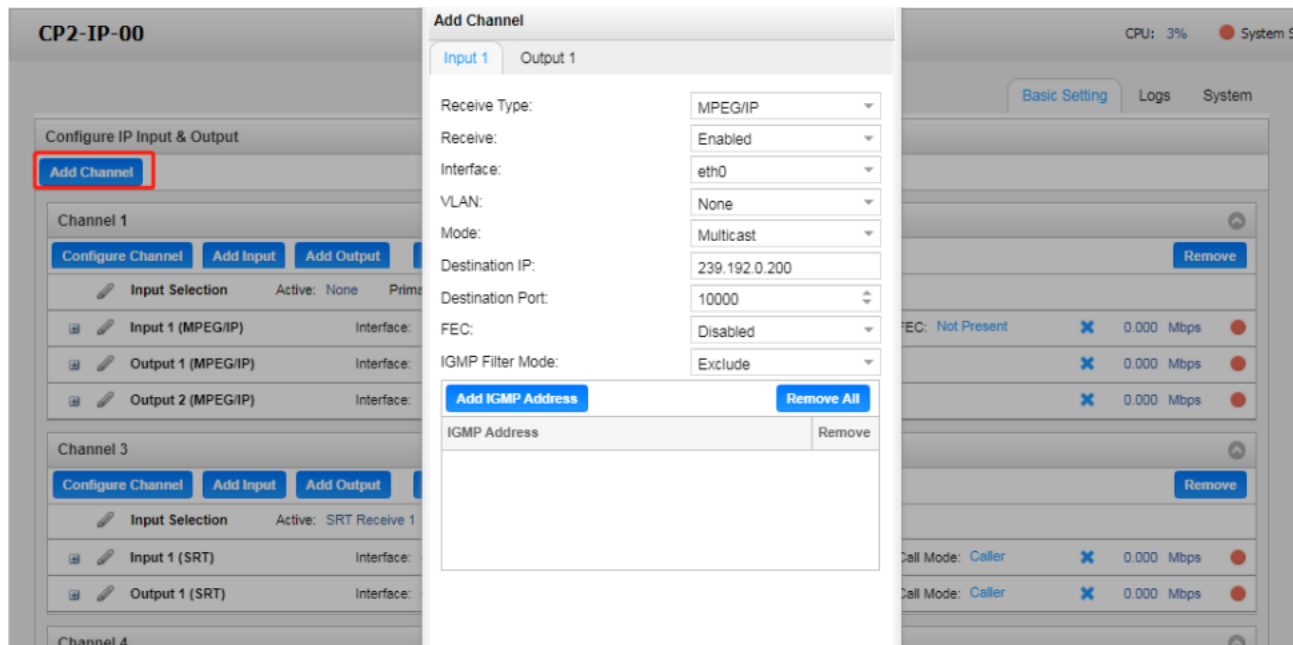 CP2-IP-00
CPU: 3% System S
Basic Setting Logs System
Configure IP Input & Output
Add Channel
Channel 1
Configure Channel Add Input Add Output
Remove
Input Selection Active: None Prima
Input 1 (MPEG/IP) Interface: FEC: Not Present 0.000 Mbps
Output 1 (MPEG/IP) Interface: 0.000 Mbps
Output 2 (MPEG/IP) Interface: 0.000 Mbps
Channel 3
Configure Channel Add Input Add Output
Remove
Input Selection Active: SRT Receive 1
Input 1 (SRT) Interface: Call Mode: Caller 0.000 Mbps
Output 1 (SRT) Interface: Call Mode: Caller 0.000 Mbps
Channel 4
Add Channel
Input 1 Output 1
Receive Type: MPEG/IP
Receive: Enabled
Interface: eth0
VLAN: None
Mode: Multicast
Destination IP: 239.192.0.200
Destination Port: 10000
FEC: Disabled
IGMP Filter Mode: Exclude
Add IGMP Address Remove All
IGMP Address Remove